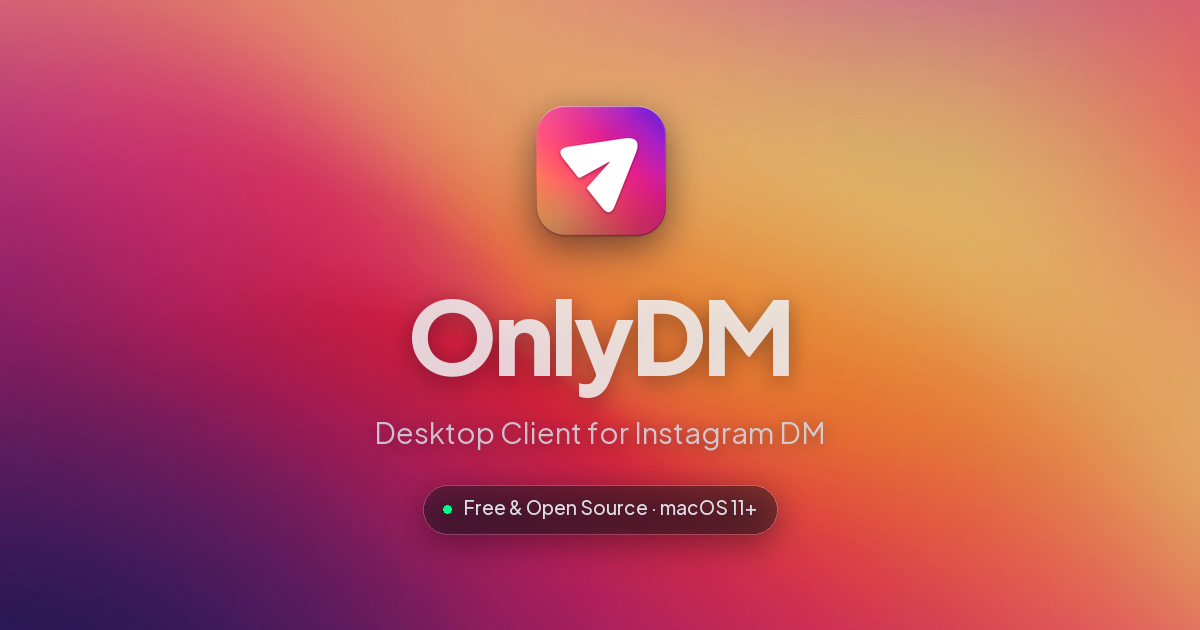 OnlyDM
Desktop Client for Instagram DM
Free & Open Source · macOS 11+